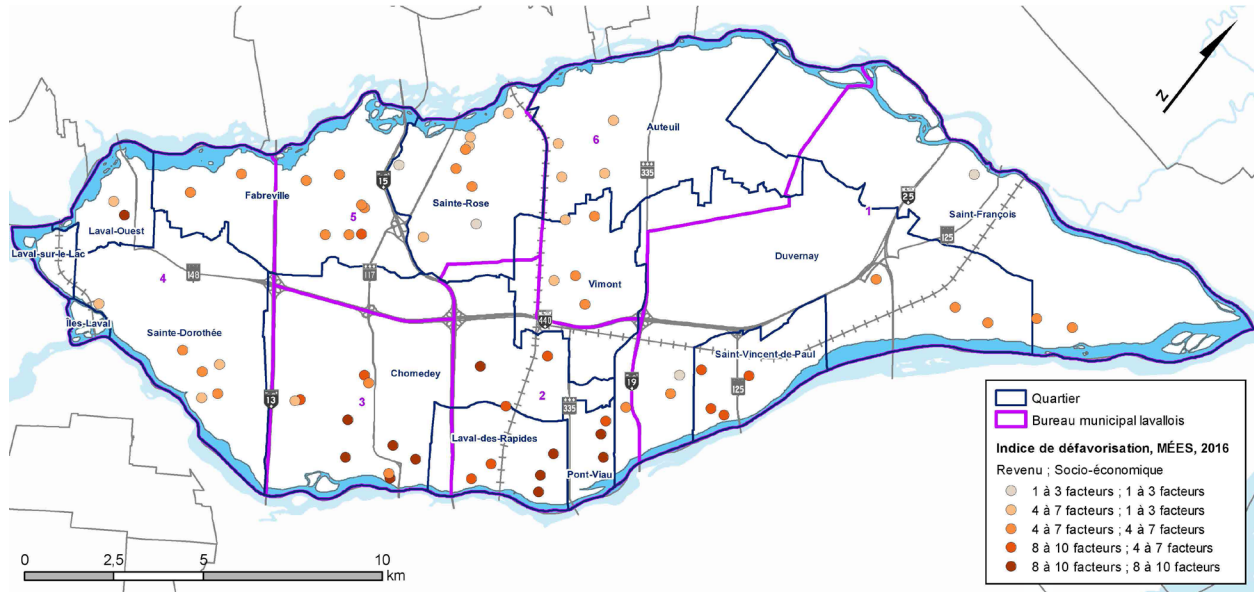 N
6
Auteuil
335
15
Fabreville
Sainte-Rose
5
25
1
Saint-François
125
Laval-Ouest
Laval-sur-le-Lac
Duvernay
4
148
117
Vimont
Îles-Laval
Sainte-Dorothée
440
Saint-Vincent-de-Paul
Chomedey
19
125
13
3
2
335
Laval-des-Rapides
Pont-Viau
Quartier
Bureau municipal lavallois
Indice de défavorisation, MÉES, 2016
Revenu ; Socio-économique
1 à 3 facteurs ; 1 à 3 facteurs
4 à 7 facteurs ; 1 à 3 facteurs
4 à 7 facteurs ; 4 à 7 facteurs
8 à 10 facteurs ; 4 à 7 facteurs
8 à 10 facteurs ; 8 à 10 facteurs
0 2,5 5 10
km